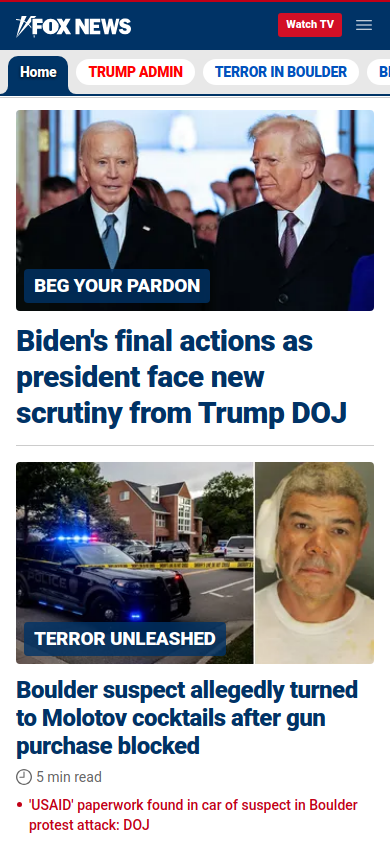 FOX NEWS
Watch TV
Home
TRUMP ADMIN
TERROR IN BOULDER
BEG YOUR PARDON
Biden's final actions as
president face new
scrutiny from Trump DOJ
POLICE
TERROR UNLEASHED
Boulder suspect allegedly turned
to Molotov cocktails after gun
purchase blocked
5 min read
'USAID' paperwork found in car of suspect in Boulder
protest attack: DOJ